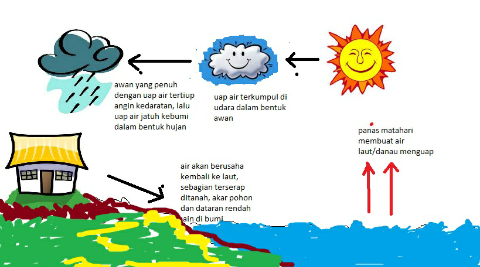 awan yang penuh
dengan uap air tertiup
angin kedaratan, lalu
uap air jatuh kebumi
dalam bentuk hujan
uap air terkumpul di
udara dalam bentuk
awan
panas matahari
membuat air
laut/danau menguap
air akan berusaha
kembali ke laut,
sebagian terserap
ditanah, akar pohon
dan dataran rendah
lain di bumi